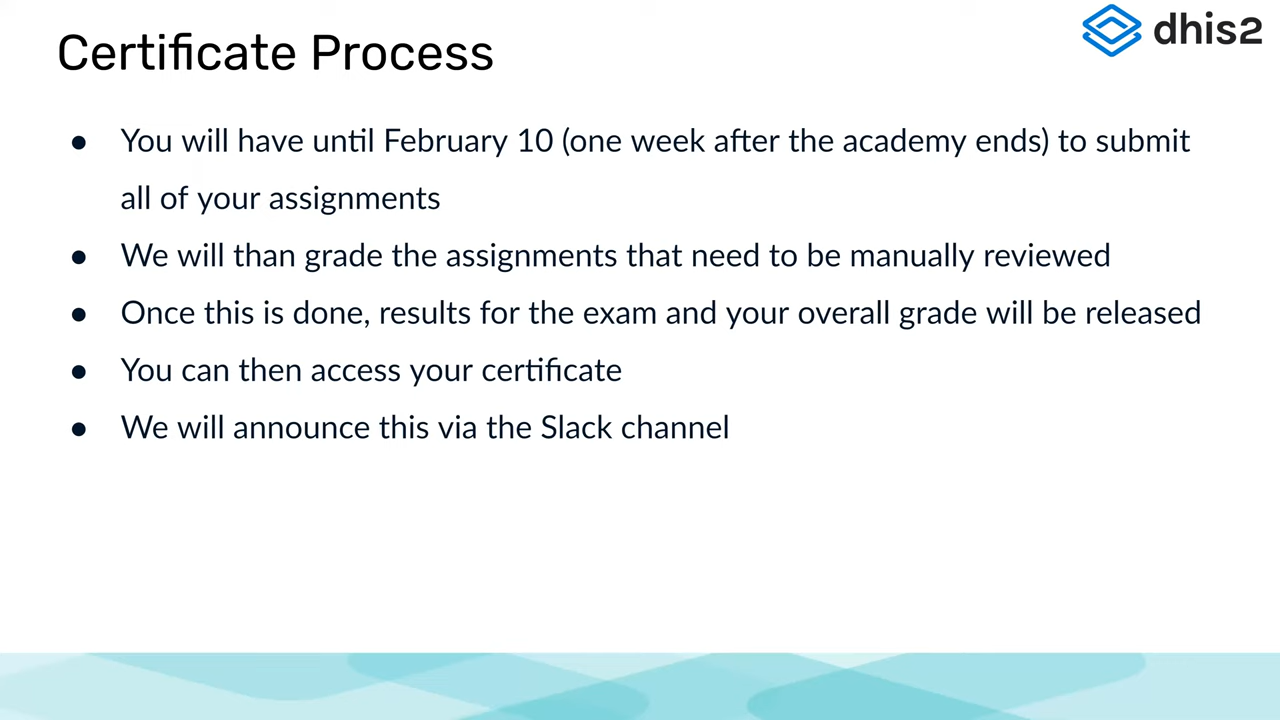 Certificate Process
dhis2
● You will have until February 10 (one week after the academy ends) to submit
all of your assignments
● We will than grade the assignments that need to be manually reviewed
● Once this is done, results for the exam and your overall grade will be released
● You can then access your certificate
● We will announce this via the Slack channel